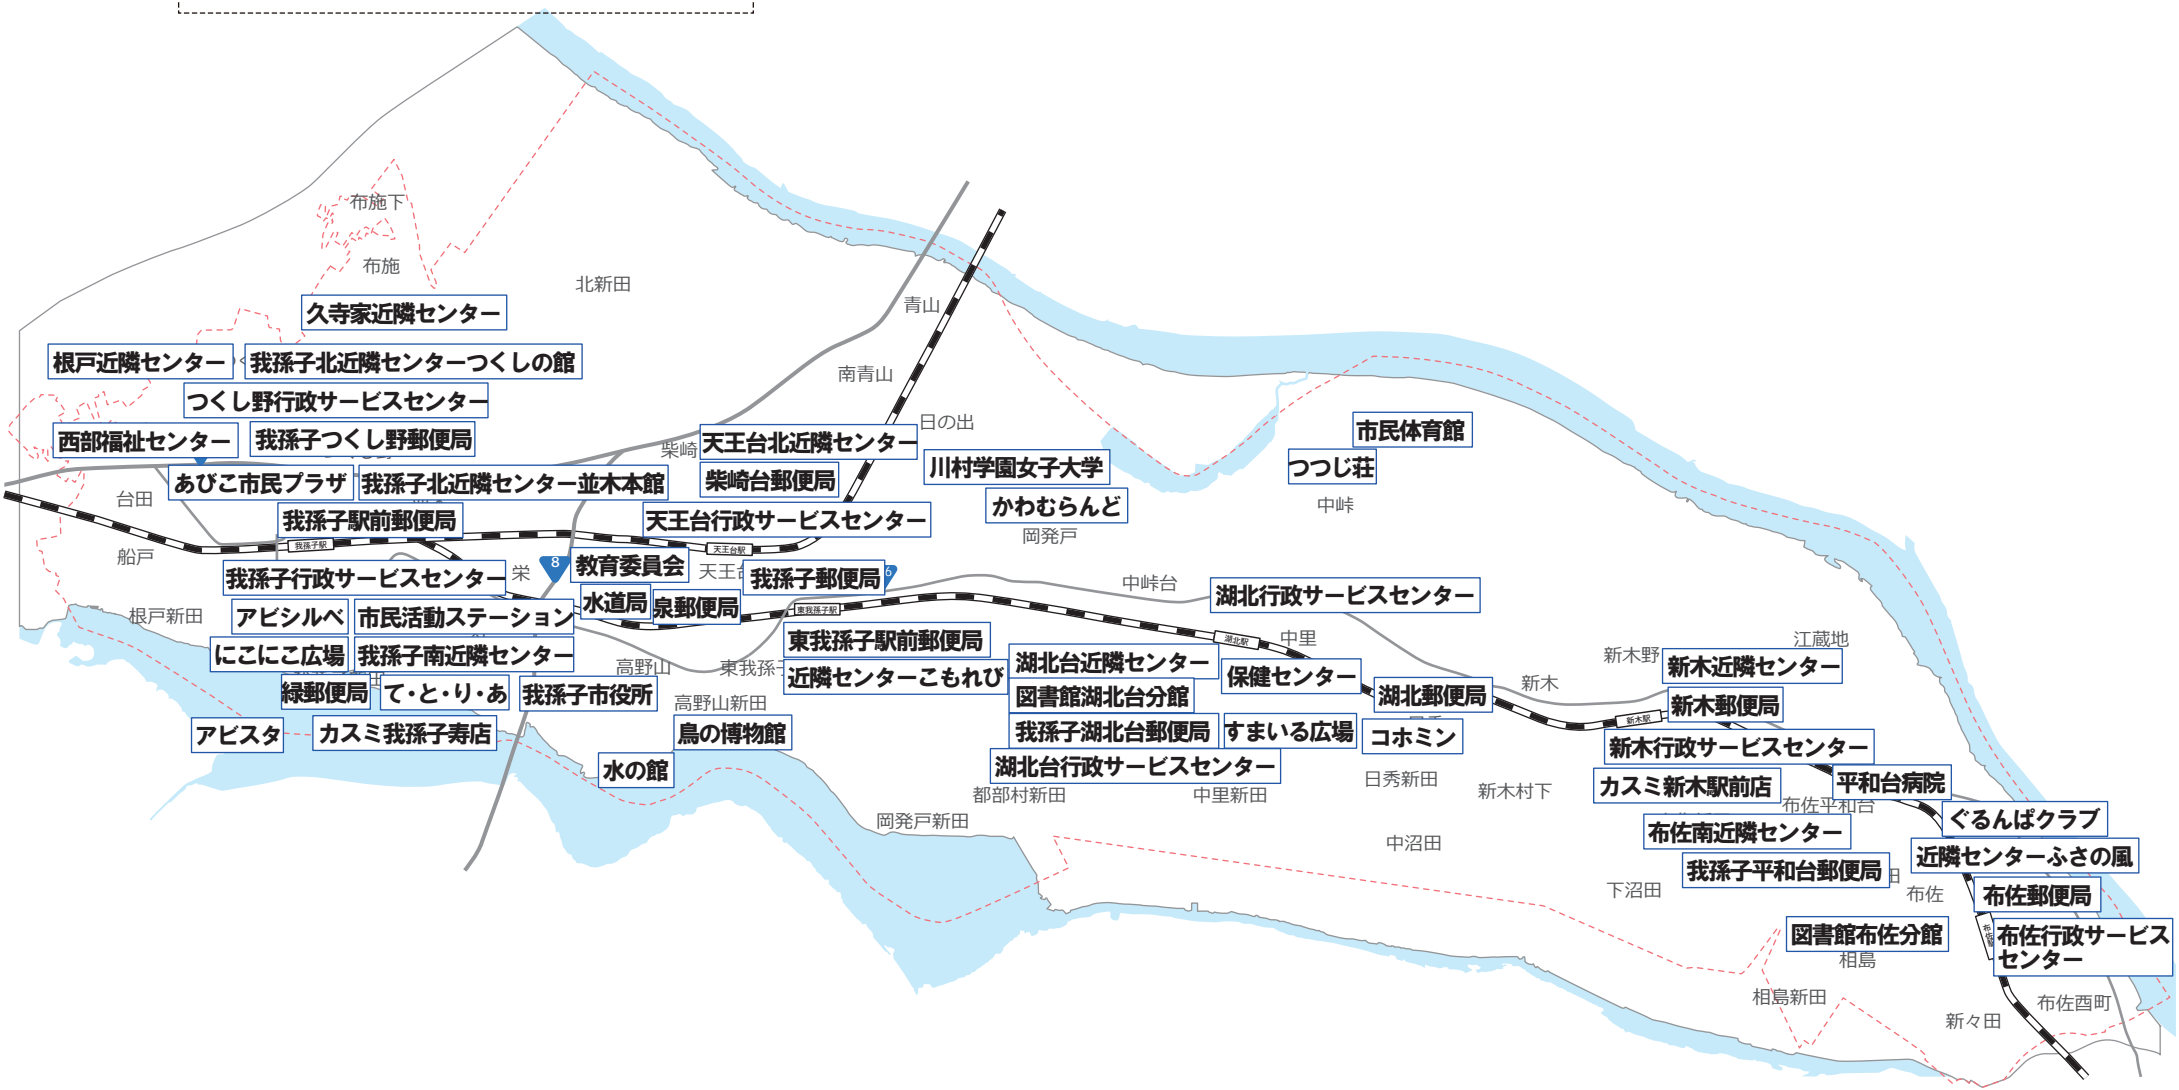 布施下
布施
北新田
久寺家近隣センター
青山
根戸近隣センター
我孫子北近隣センターつくしの館
南青山
つくし野行政サービスセンター
日の出
市民体育館
西部福祉センター
我孫子つくし野郵便局
柴崎
天王台北近隣センター
川村学園女子大学
つつじ荘
あびこ市民プラザ
我孫子北近隣センター並木本館
柴崎台郵便局
台田
かわむらんど
中峠
我孫子駅前郵便局
天王台行政サービスセンター
岡発戸
我孫子駅
天王台駅
船戸
8
教育委員会
栄
天王台
我孫子郵便局
6
我孫子行政サービスセンター
中峠台
湖北行政サービスセンター
根戸新田
アビシルベ
市民活動ステーション
水道局
泉郵便局
東我孫子駅
湖北駅
中里
江蔵地
東我孫子駅前郵便局
にこにこ広場
我孫子南近隣センター
高野山
東我孫子
近隣センターこもれび
湖北台近隣センター
保健センター
新木野
新木近隣センター
新木
緑郵便局
て・と・り・あ
我孫子市役所
高野山新田
図書館湖北台分館
湖北郵便局
新木駅
新木郵便局
アビスタ
カスミ我孫子寿店
鳥の博物館
我孫子湖北台郵便局
すまいる広場
コホミン
新木行政サービスセンター
水の館
湖北台行政サービスセンター
日秀新田
新木村下
カスミ新木駅前店
平和台病院
都部村新田
中里新田
布佐平和台
岡発戸新田
ぐるんぱクラブ
布佐南近隣センター
中沼田
近隣センターふさの風
我孫子平和台郵便局
田
下沼田
布佐
布佐郵便局
図書館布佐分館
布佐駅
布佐行政サービス
センター
相島
相島新田
布佐酉町
新々田